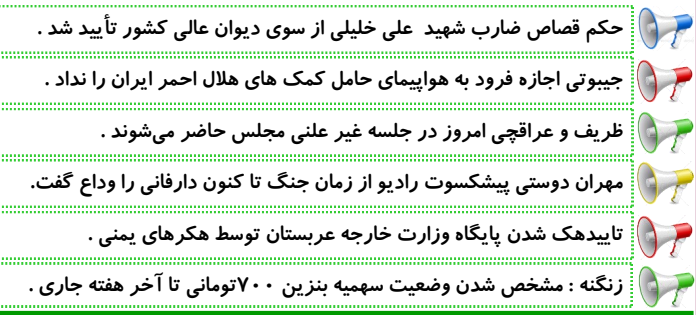 حکم قصاص ضارب شهید علی خلیلی از سوی دیوان عالی کشور تأیید شد .
جیبوتی اجازه فرود به هواپیمای حامل کمک های هلال احمر ایران را نداد .
ظریف و عراقچی امروز در جلسه غیر علنی مجلس حاضر می‌شوند .
مهران دوستی پیشکسوت رادیو از زمان جنگ تا کنون دارفانی را وداع گفت.
تاییدهک شدن پایگاه وزارت خارجه عربستان توسط هکرهای یمنی .
زنگنه : مشخص شدن وضعیت سهمیه بنزین ۷۰۰تومانی تا آخر هفته جاری .